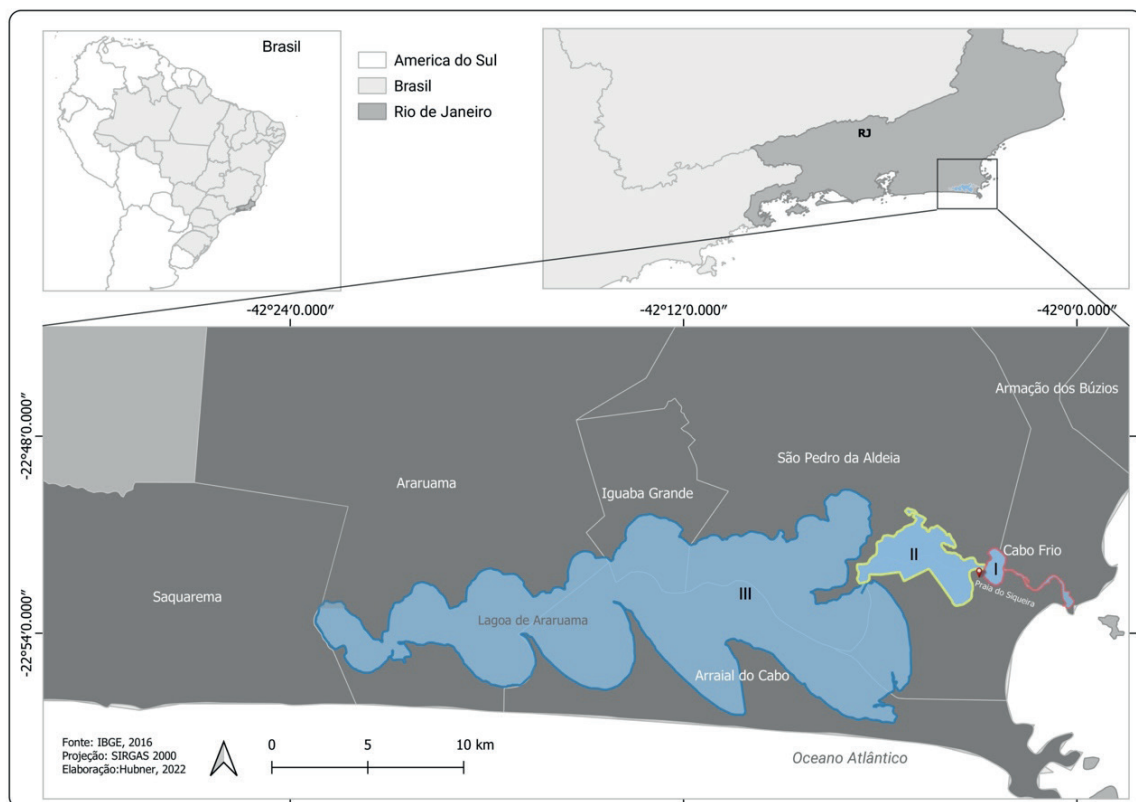 Brasil
America do Sul
Brasil
Rio de Janeiro
RJ
-42°24′0.000″
-42°12′0.000″
-42°0′0.000″
-22°48′0.000″
-22°54′0.000″
Armação dos Búzios
São Pedro da Aldeia
Araruama
Iguaba Grande
Cabo Frio
II
I
Praia do Siqueira
Saquarema
III
Lagoa de Araruama
Arraial do Cabo
Fonte: IBGE, 2016
Projeção: SIRGAS 2000
Elaboração:Hubner, 2022
0 5 10 km
Oceano Atlântico